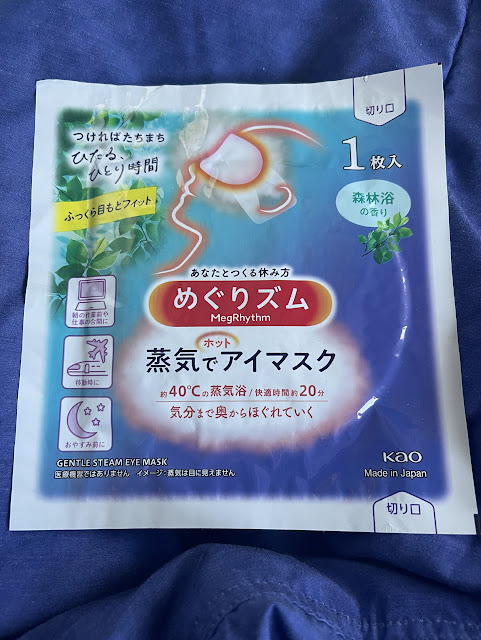 切り口
つければたちまち
ひたる、
ひとり時間
1枚入
ふっくら目もとフィット
森林浴
の香り
あなたとつくる休み方
めぐりズム
MegRhythm
ホット
蒸気でアイマスク
約40℃の蒸気浴/快適時間約20分
気分まで奥からほぐれていく
朝の作業前や
仕事の合間に
移動時に
おやすみ前に
GENTLE STEAM EYE MASK
医療機器ではありません イメージ:蒸気は目に見えません
Kao
Made in Japan
切り口